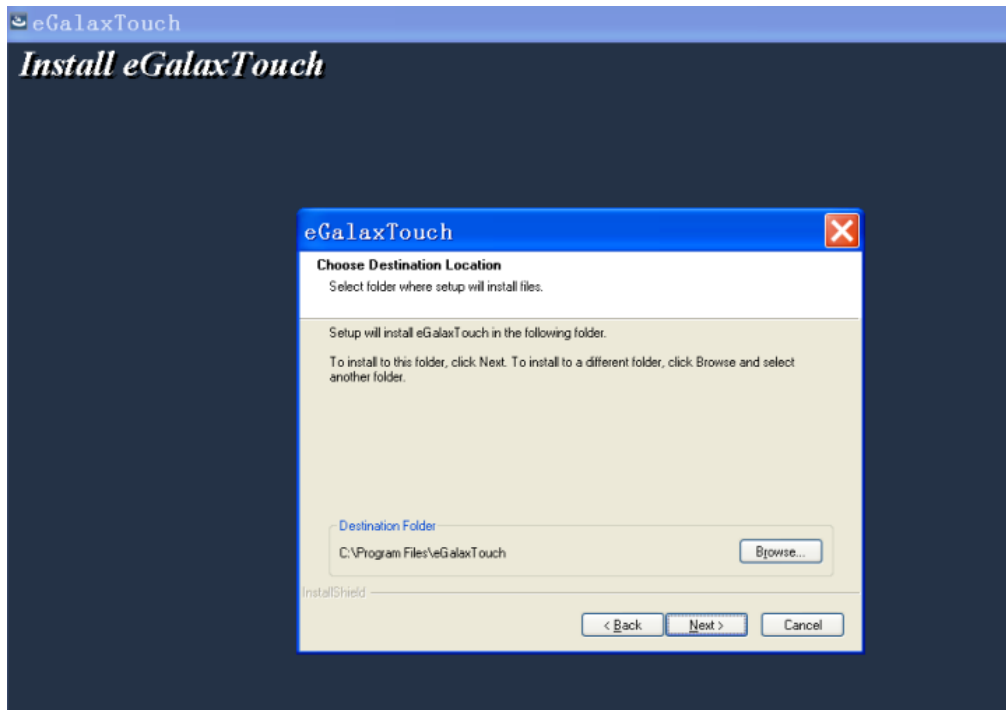 eGalaxTouch
Install eGalaxTouch
eGalaxTouch
Choose Destination Location
Select folder where setup will install files.
Setup will install eGalaxTouch in the following folder.
To install to this folder, click Next. To install to a different folder, click Browse and select
another folder.
Destination Folder
C:\Program Files\eGalaxTouch
Browse...
InstallShield
< Back
Next >
Cancel